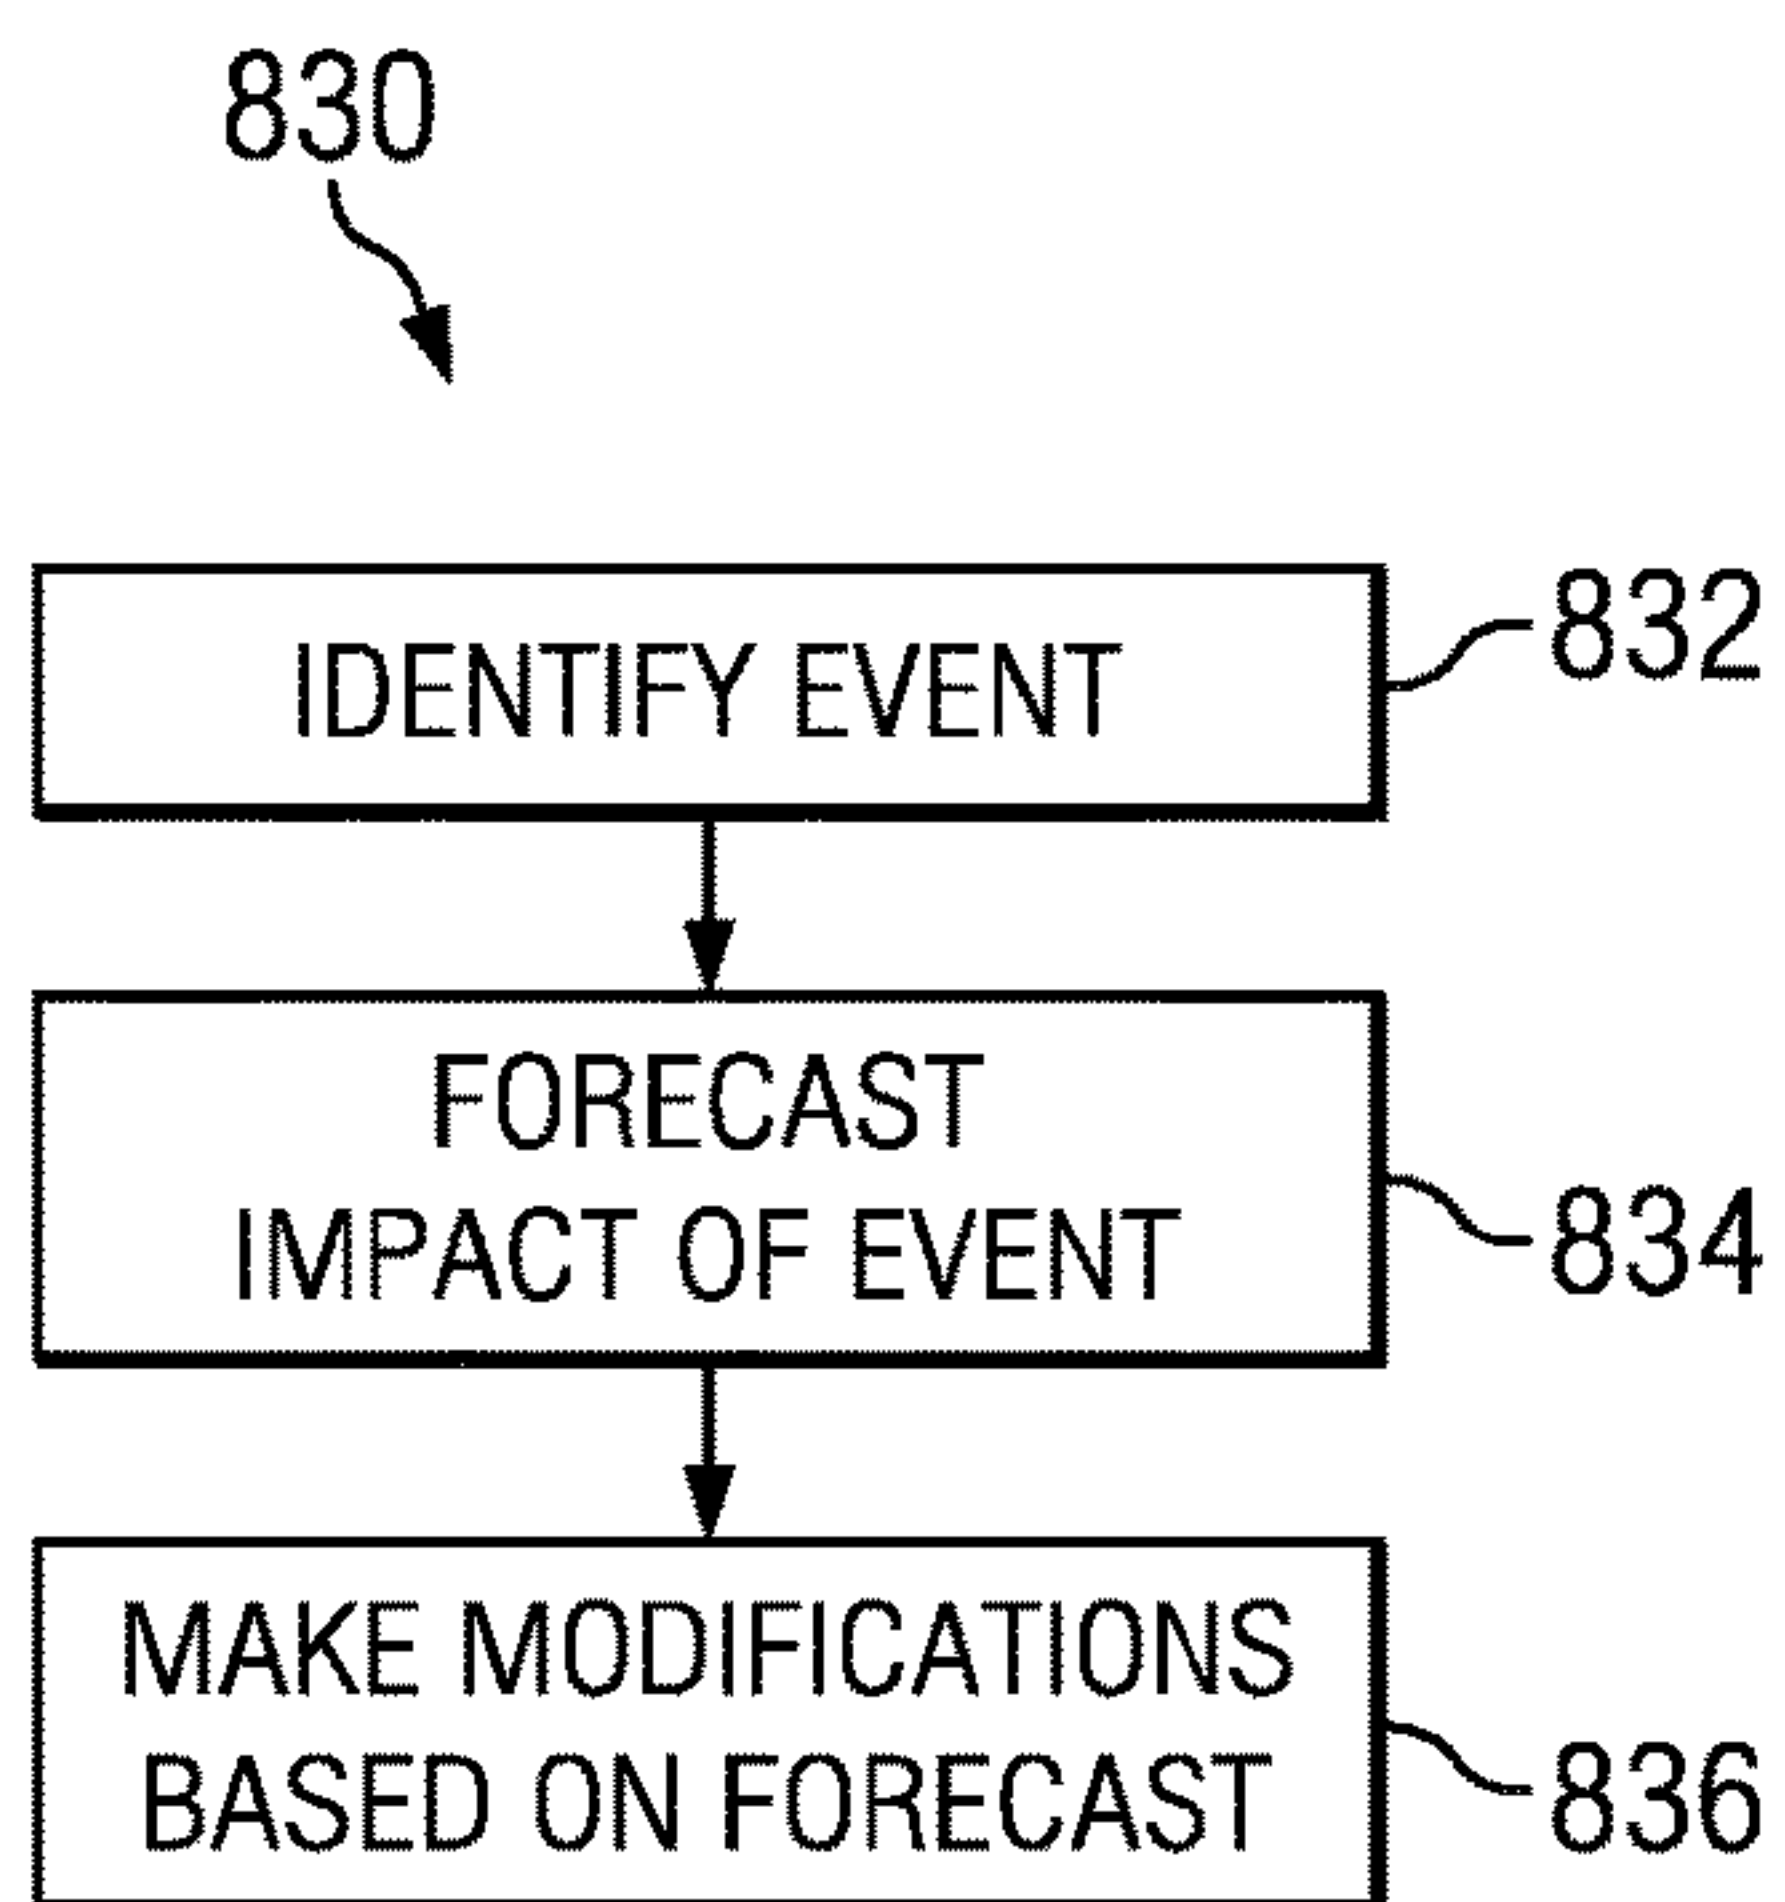 830
IDENTIFY EVENT
832
FORECAST
IMPACT OF EVENT
834
MAKE MODIFICATIONS
BASED ON FORECAST
836